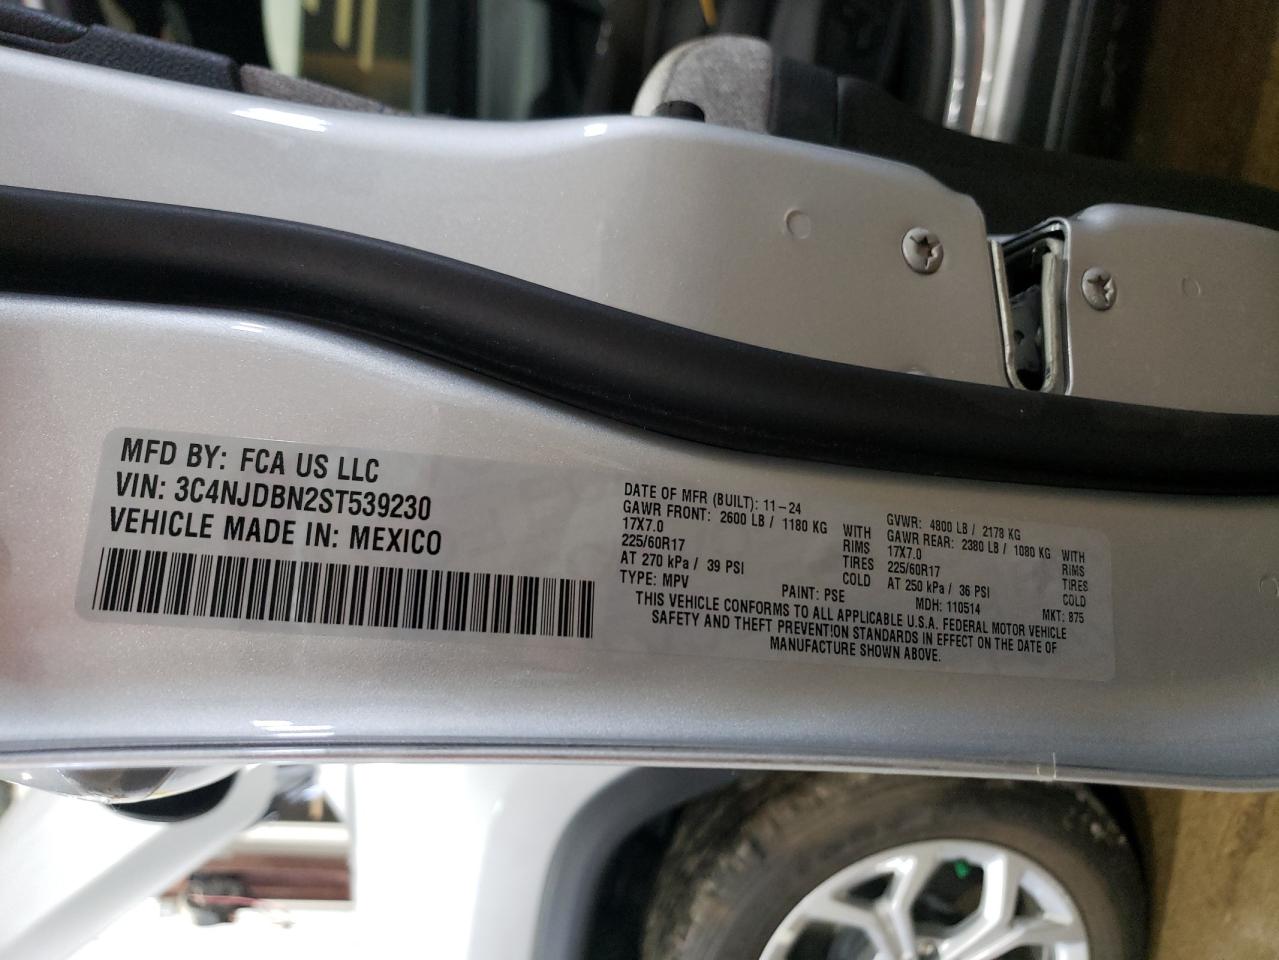 MFD BY: FCA US LLC
VIN: 3C4NJDBN2ST539230
VEHICLE MADE IN: MEXICO
DATE OF MFR (BUILT): 11-24 GVWR: 4800 LB / 2178 KG
GAWR FRONT: 2600 LB / 1180 KG WITH GAWR REAR: 2380 LB / 1080 KG WITH
17X7.0 RIMS 17X7.0 RIMS
225/60R17 TIRES 225/60R17 TIRES
AT 270 kPa / 39 PSI COLD AT 250 kPa / 36 PSI COLD
TYPE: MPV PAINT: PSE MDH: 110514 MKT: 875
THIS VEHICLE CONFORMS TO ALL APPLICABLE U.S.A. FEDERAL MOTOR VEHICLE
SAFETY AND THEFT PREVENTION STANDARDS IN EFFECT ON THE DATE OF
MANUFACTURE SHOWN ABOVE.